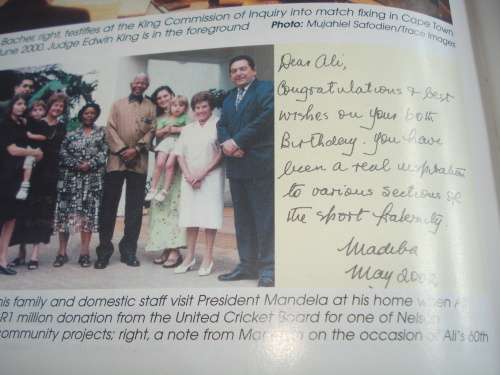 Bacher, right, testifies at the King Commission of Inquiry into match fixing in Cape Town
June 2000. Judge Edwin King is in the foreground
Photo: Mujahiel Safodien/Trace Images
Dear Ali,
Congratulations & best
wishes on your 60th
Birthday. You have
been a real inspiration
to various sections of
the sport fraternity.
Madiba
May 2002
his family and domestic staff visit President Mandela at his home when
R1 million donation from the United Cricket Board for one of Nelson
community projects; right, a note from on the occasion of Ali's 60th